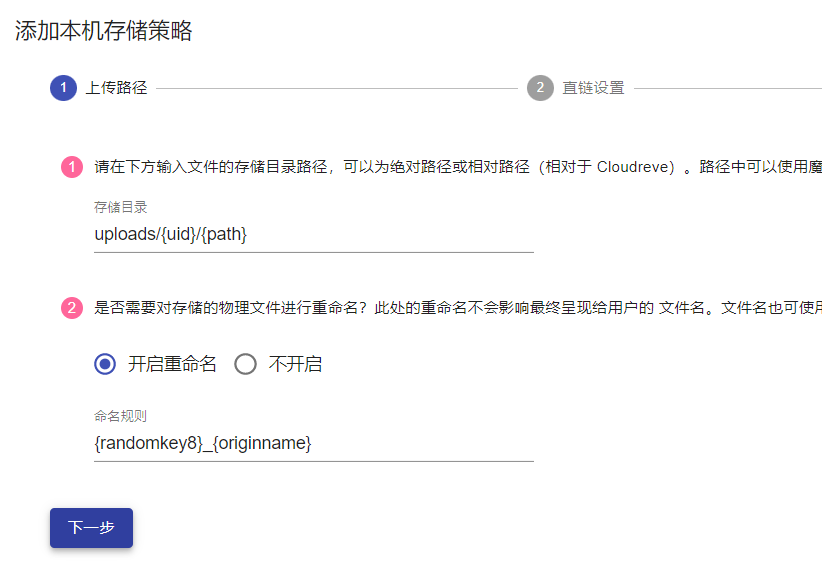 添加本机存储策略
1 上传路径 2 直链设置
1 请在下方输入文件的存储目录路径，可以为绝对路径或相对路径（相对于 Cloudreve）。路径中可以使用魔
存储目录
uploads/{uid}/{path}
2 是否需要对存储的物理文件进行重命名？此处的重命名不会影响最终呈现给用户的 文件名。文件名也可使用
开启重命名 不开启
命名规则
{randomkey8}_{originname}
下一步